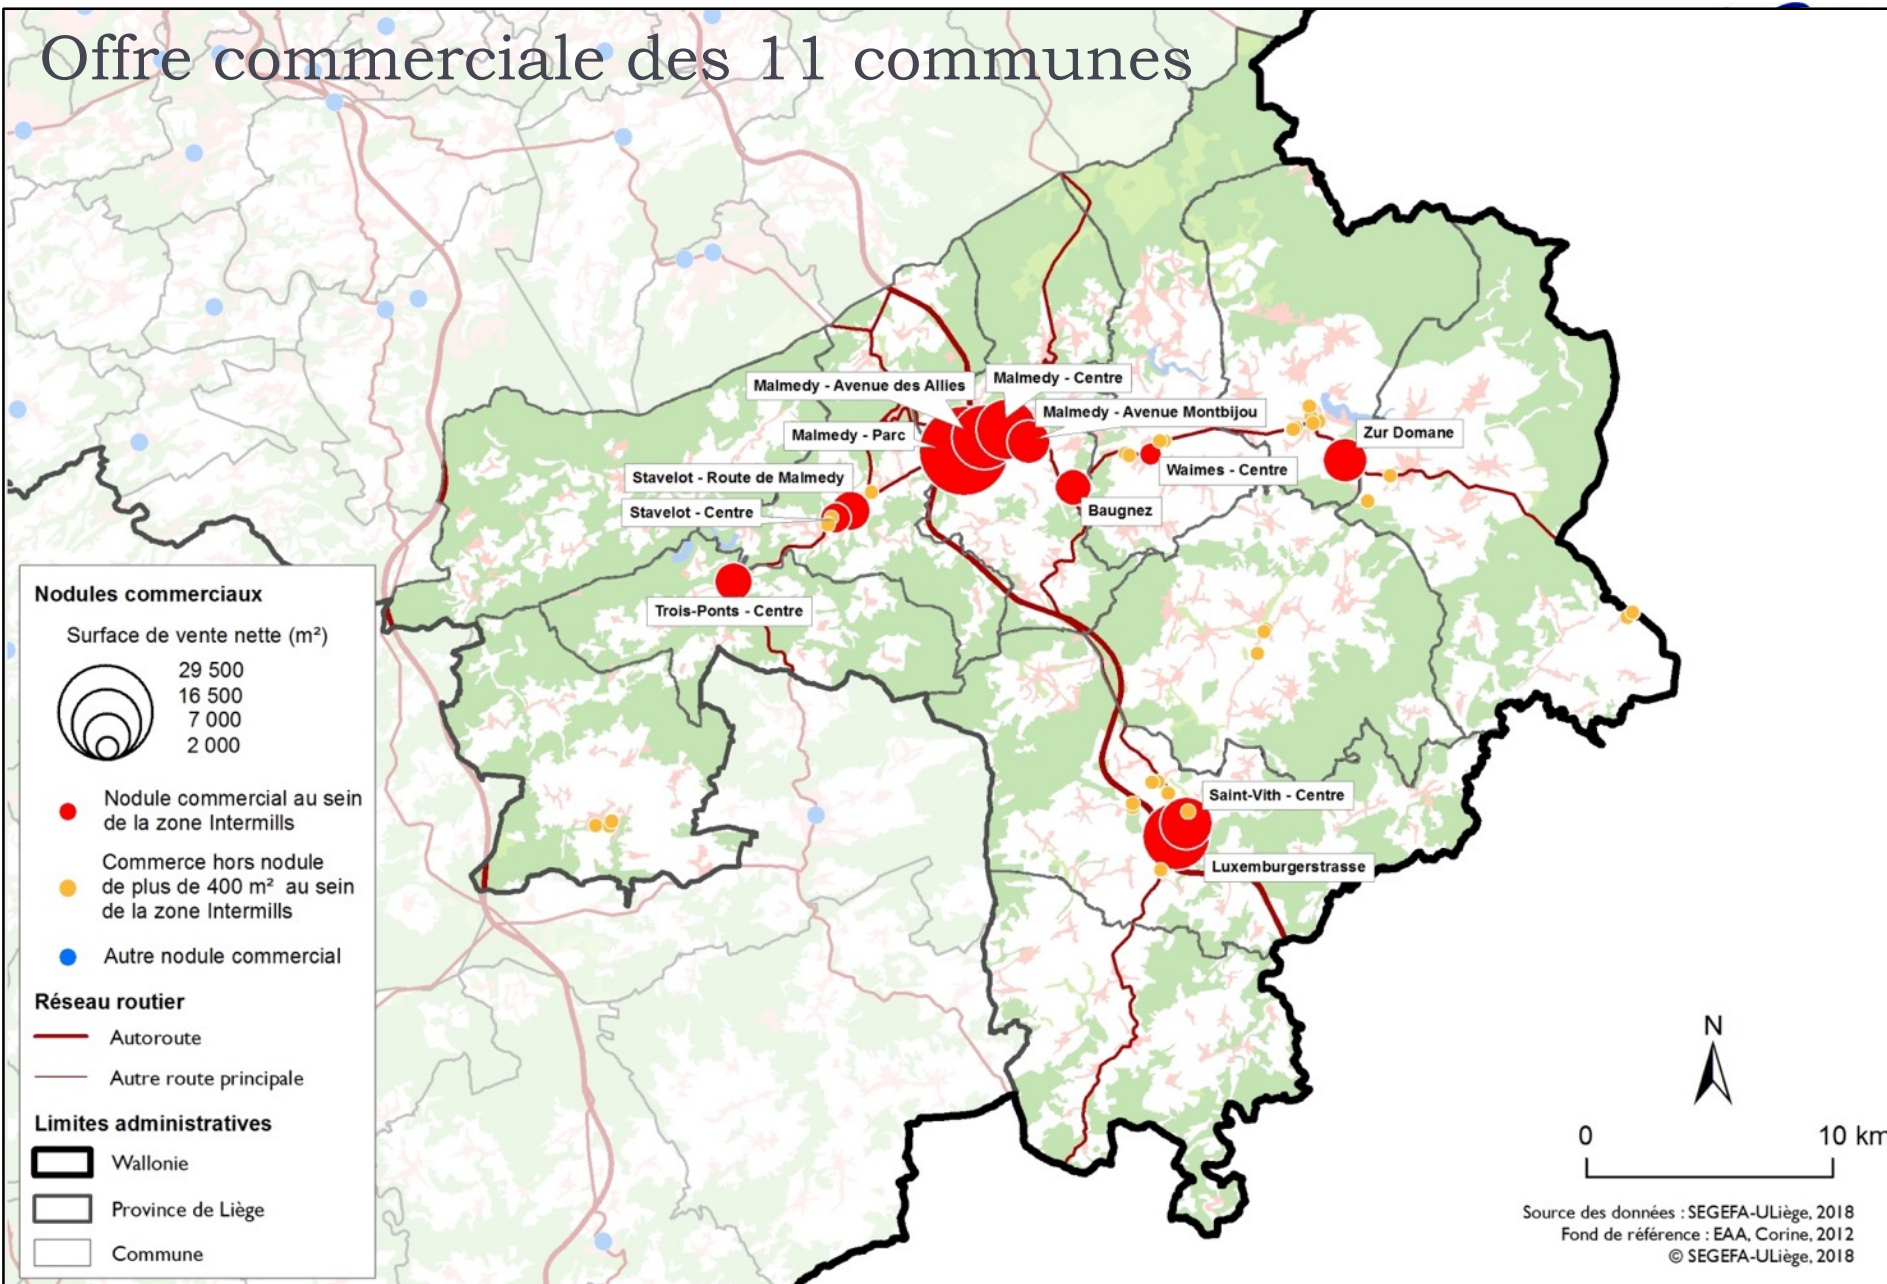 Offre commerciale des 11 communes
Malmedy - Avenue des Allies
Malmedy - Centre
Malmedy - Avenue Montbijou
Malmedy - Parc
Zur Domane
Stavelot - Route de Malmedy
Waimes - Centre
Stavelot - Centre
Baugnez
Trois-Ponts - Centre
Saint-Vith - Centre
Luxemburgerstrasse
Nodules commerciaux
Surface de vente nette (m²)
29 500
16 500
7 000
2 000
Nodule commercial au sein
de la zone Intermills
Commerce hors nodule
de plus de 400 m² au sein
de la zone Intermills
Autre nodule commercial
Réseau routier
Autoroute
Autre route principale
Limites administratives
Wallonie
Province de Liège
Commune
N
0 10 km
Source des données : SEGEFA-ULiège, 2018
Fond de référence : EAA, Corine, 2012
© SEGEFA-ULiège, 2018